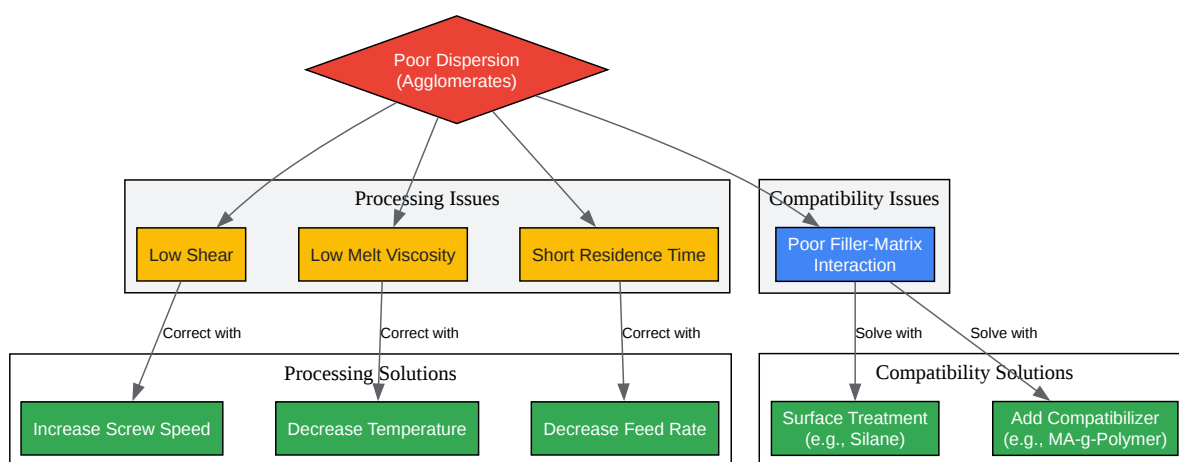 Poor Dispersion
(Agglomerates)
Processing Issues
Compatibility Issues
Low Shear
Low Melt Viscosity
Short Residence Time
Poor Filler-Matrix
Interaction
Correct with
Correct with
Correct with
Solve with
Solve with
Processing Solutions
Compatibility Solutions
Increase Screw Speed
Decrease Temperature
Decrease Feed Rate
Surface Treatment
(e.g., Silane)
Add Compatibilizer
(e.g., MA-g-Polymer)